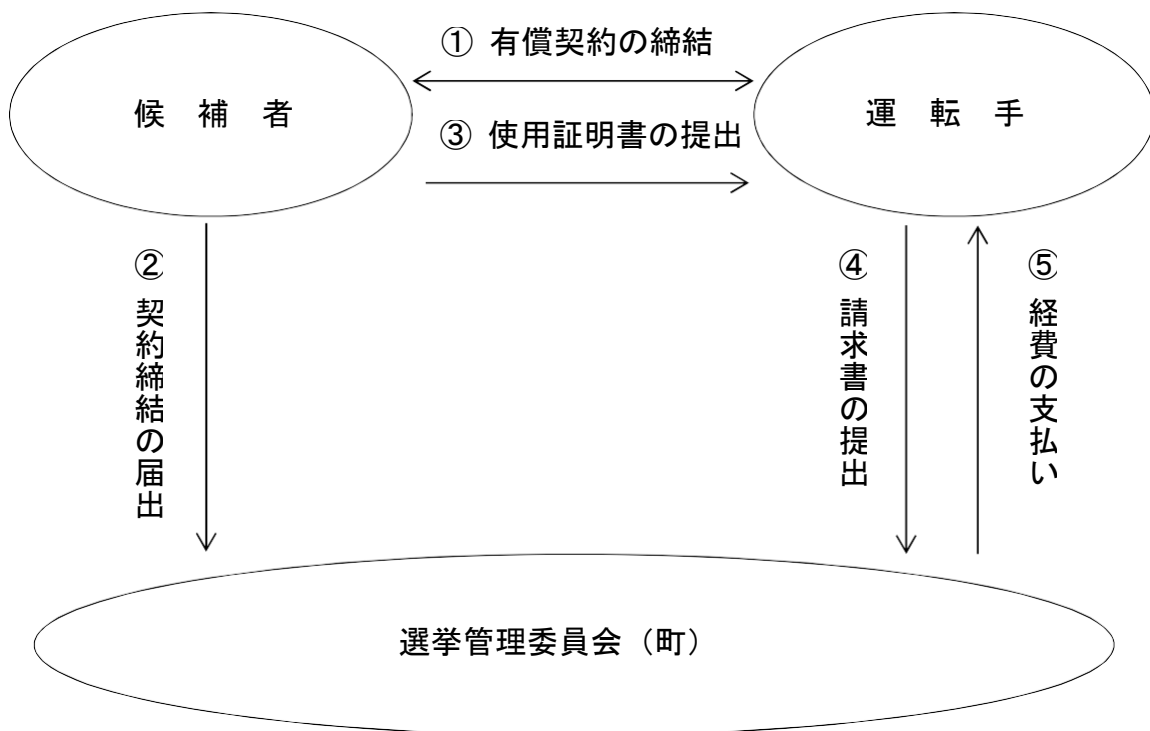 ① 有償契約の締結
候 補 者
運 転 手
③ 使用証明書の提出
② 契約締結の届出
④ 請求書の提出
⑤ 経費の支払い
選挙管理委員会（町）